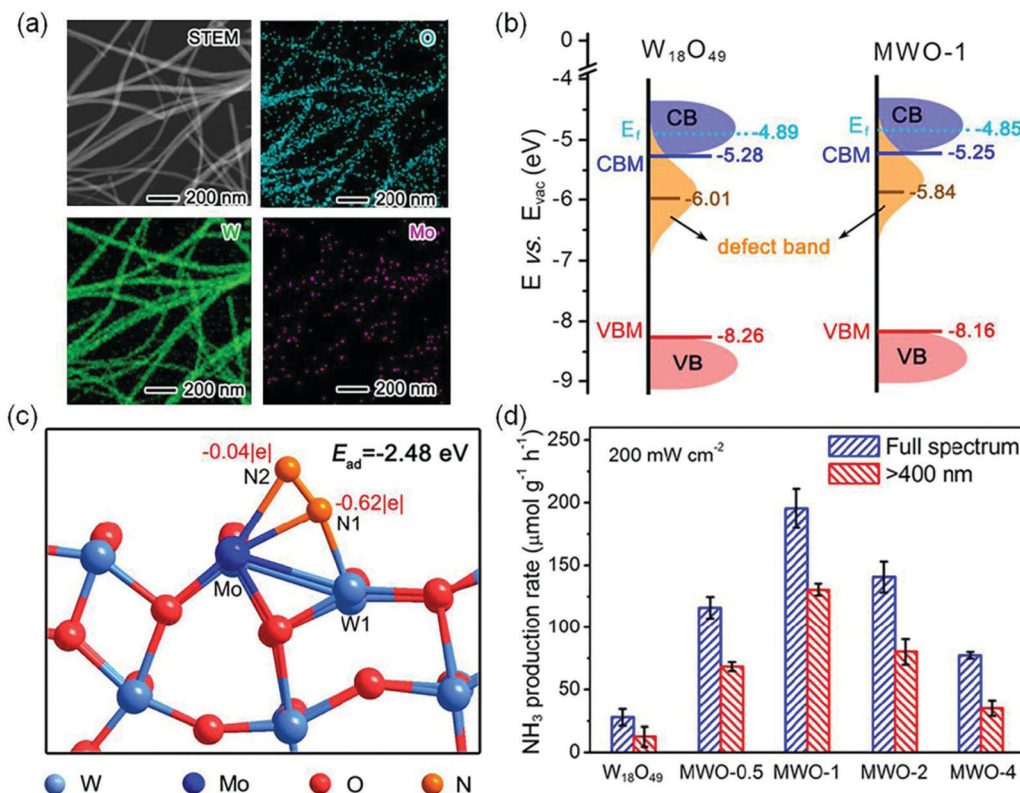 (a)
STEM
200 nm
O
200 nm
W
200 nm
Mo
200 nm
(b)
W₁₈O₄₉
MWO-1
E vs. E_vac (eV)
0
-4
-5
-6
-7
-8
-9
CB
E_f
-4.89
CBM
-5.28
-6.01
defect band
VBM
-8.26
VB
CB
E_f
-4.85
CBM
-5.25
-5.84
VBM
-8.16
VB
(c)
E_ad=-2.48 eV
-0.04|e|
N2
-0.62|e|
N1
Mo
W1
W
Mo
O
N
(d)
NH₃ production rate (μmol g⁻¹ h⁻¹)
250
200
150
100
50
0
200 mW cm⁻²
Full spectrum
>400 nm
W₁₈O₄₉
MWO-0.5
MWO-1
MWO-2
MWO-4